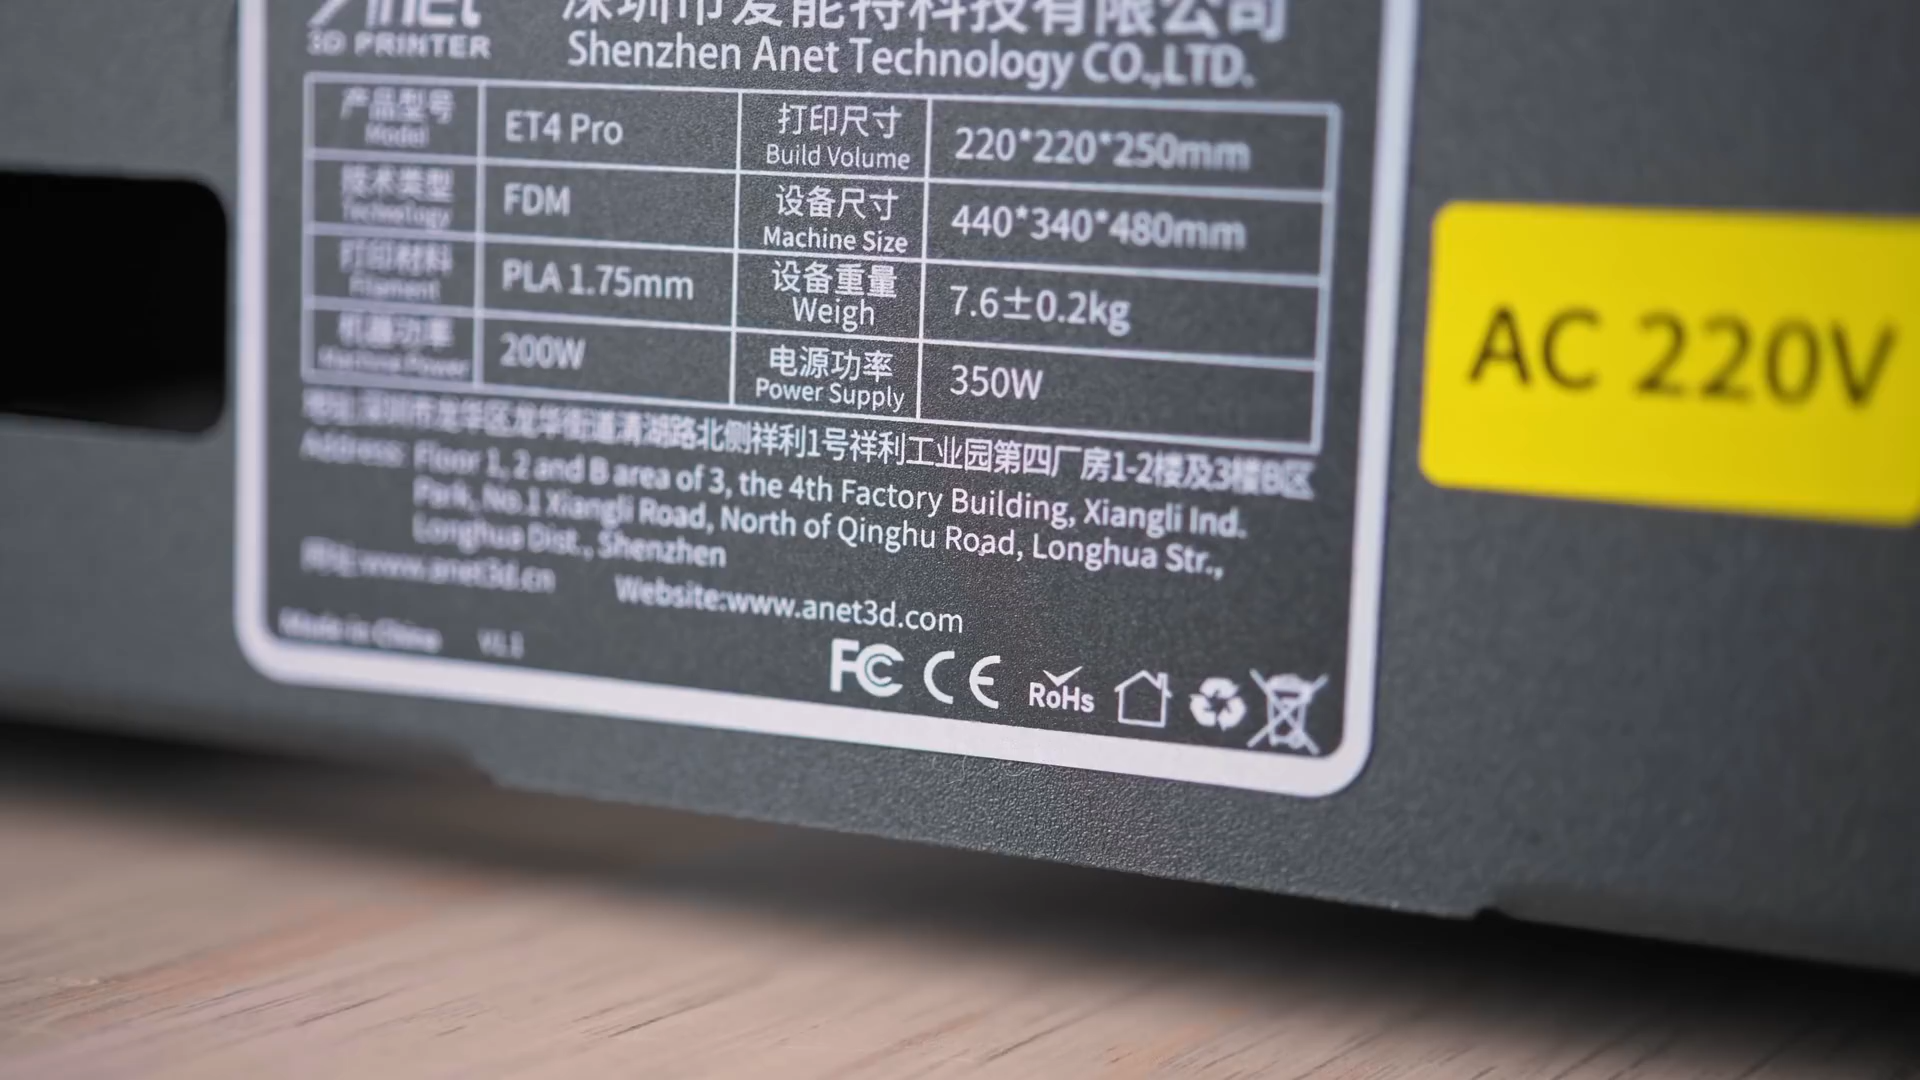 Anet
3D PRINTER
深圳市爱能特科技有限公司
Shenzhen Anet Technology CO.,LTD.
产品型号
Model
ET4 Pro
打印尺寸
Build Volume
220*220*250mm
技术类型
Technology
FDM
设备尺寸
Machine Size
440*340*480mm
打印材料
Filament
PLA 1.75mm
设备重量
Weigh
7.6±0.2kg
机器功率
Machine Power
200W
电源功率
Power Supply
350W
地址:深圳市龙华区龙华街道清湖路北侧祥利1号祥利工业园第四厂房1-2楼及3楼B区
Address: Floor 1, 2 and B area of 3, the 4th Factory Building, Xiangli Ind.
Park, No.1 Xiangli Road, North of Qinghu Road, Longhua Str.,
Longhua Dist., Shenzhen
网址:www.anet3d.cn Website:www.anet3d.com
Made in China V1.1
FC CE RoHS
AC 220V